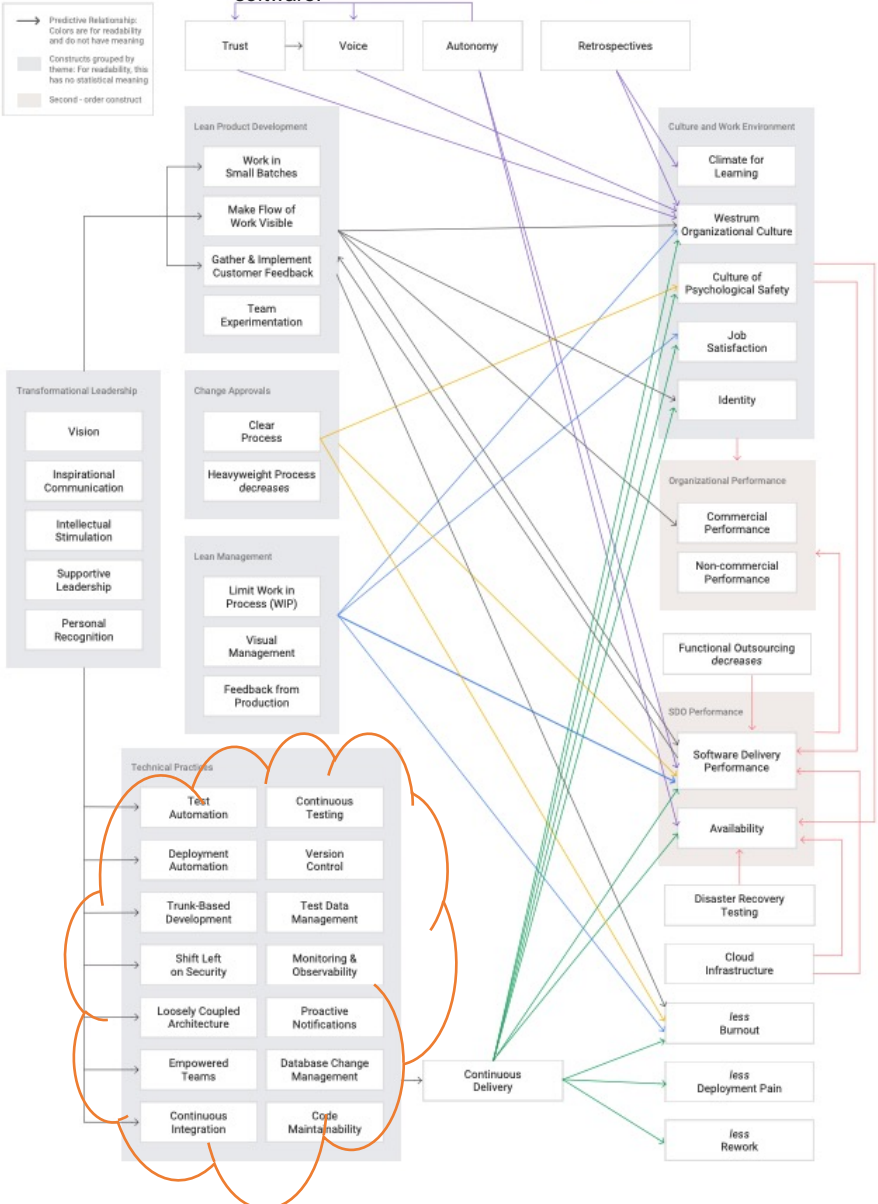 software.
Predictive Relationship:
Colors are for readability
and do not have meaning
Constructs grouped by
theme: For readability, this
has no statistical meaning
Second - order construct
Trust
Voice
Autonomy
Retrospectives
Lean Product Development
Work in
Small Batches
Make Flow of
Work Visible
Gather & Implement
Customer Feedback
Team
Experimentation
Culture and Work Environment
Climate for
Learning
Westrum
Organizational Culture
Culture of
Psychological Safety
Job
Satisfaction
Identity
Transformational Leadership
Vision
Inspirational
Communication
Intellectual
Stimulation
Supportive
Leadership
Personal
Recognition
Change Approvals
Clear
Process
Heavyweight Process
decreases
Organizational Performance
Commercial
Performance
Non-commercial
Performance
Lean Management
Limit Work in
Process (WIP)
Visual
Management
Feedback from
Production
Functional Outsourcing
decreases
SDO Performance
Software Delivery
Performance
Availability
Technical Practices
Test
Automation
Continuous
Testing
Deployment
Automation
Version
Control
Trunk-Based
Development
Test Data
Management
Shift Left
on Security
Monitoring &
Observability
Loosely Coupled
Architecture
Proactive
Notifications
Empowered
Teams
Database Change
Management
Continuous
Integration
Code
Maintainability
Continuous
Delivery
Disaster Recovery
Testing
Cloud
Infrastructure
less
Burnout
less
Deployment Pain
less
Rework